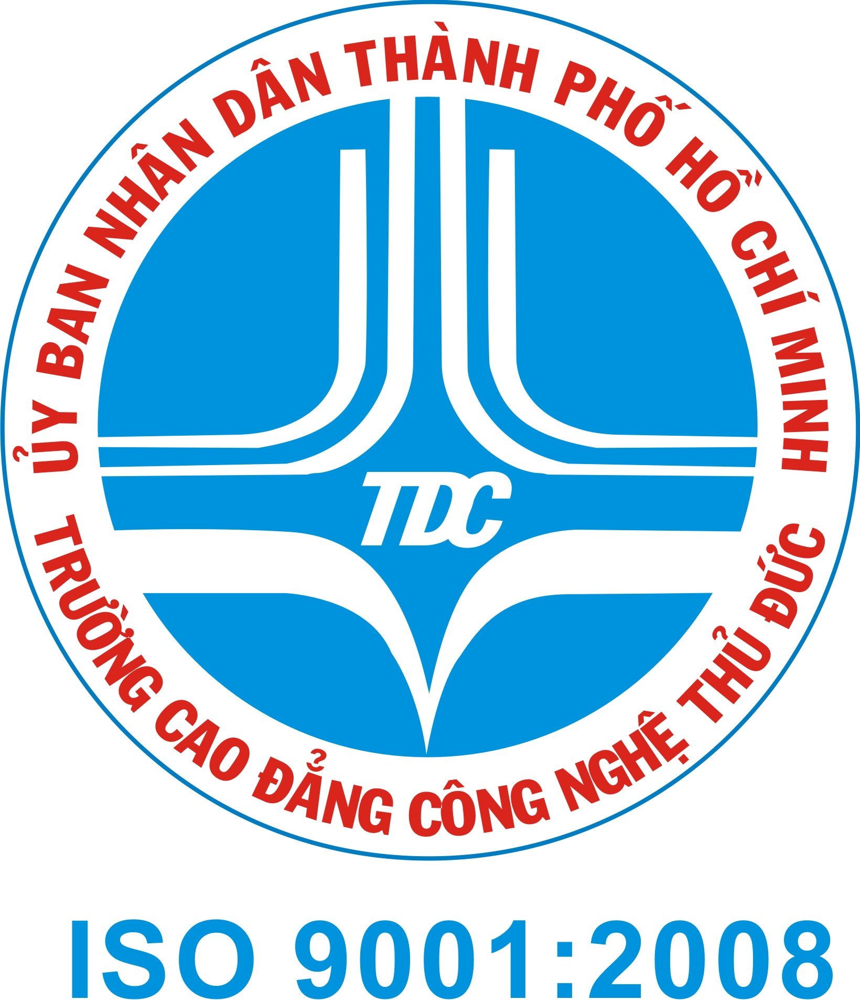 ỦY BAN NHÂN DÂN THÀNH PHỐ HỒ CHÍ MINH
TDC
TRƯỜNG CAO ĐẲNG CÔNG NGHỆ THỦ ĐỨC
ISO 9001:2008